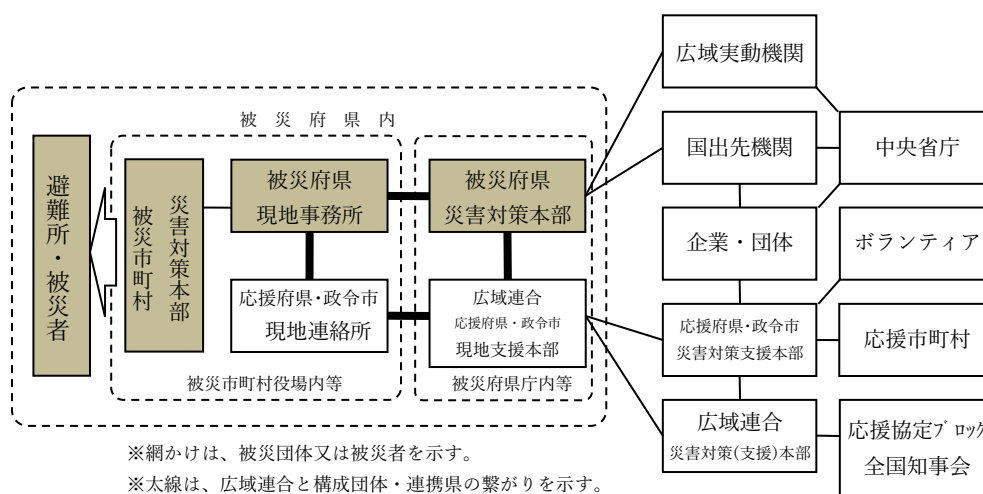 広域実動機関
国出先機関
中央省庁
企業・団体
ボランティア
応援府県・政令市
災害対策支援本部
応援市町村
広域連合
災害対策(支援)本部
応援協定ブロック
全国知事会
被災府県内
避難所・被災者
災害対策本部
被災市町村
被災府県
現地事務所
被災府県
災害対策本部
応援府県・政令市
現地連絡所
広域連合
応援府県・政令市
現地支援本部
被災市町村役場内等
被災府県庁内等
※網かけは、被災団体又は被災者を示す。
※太線は、広域連合と構成団体・連携県の繋がりを示す。